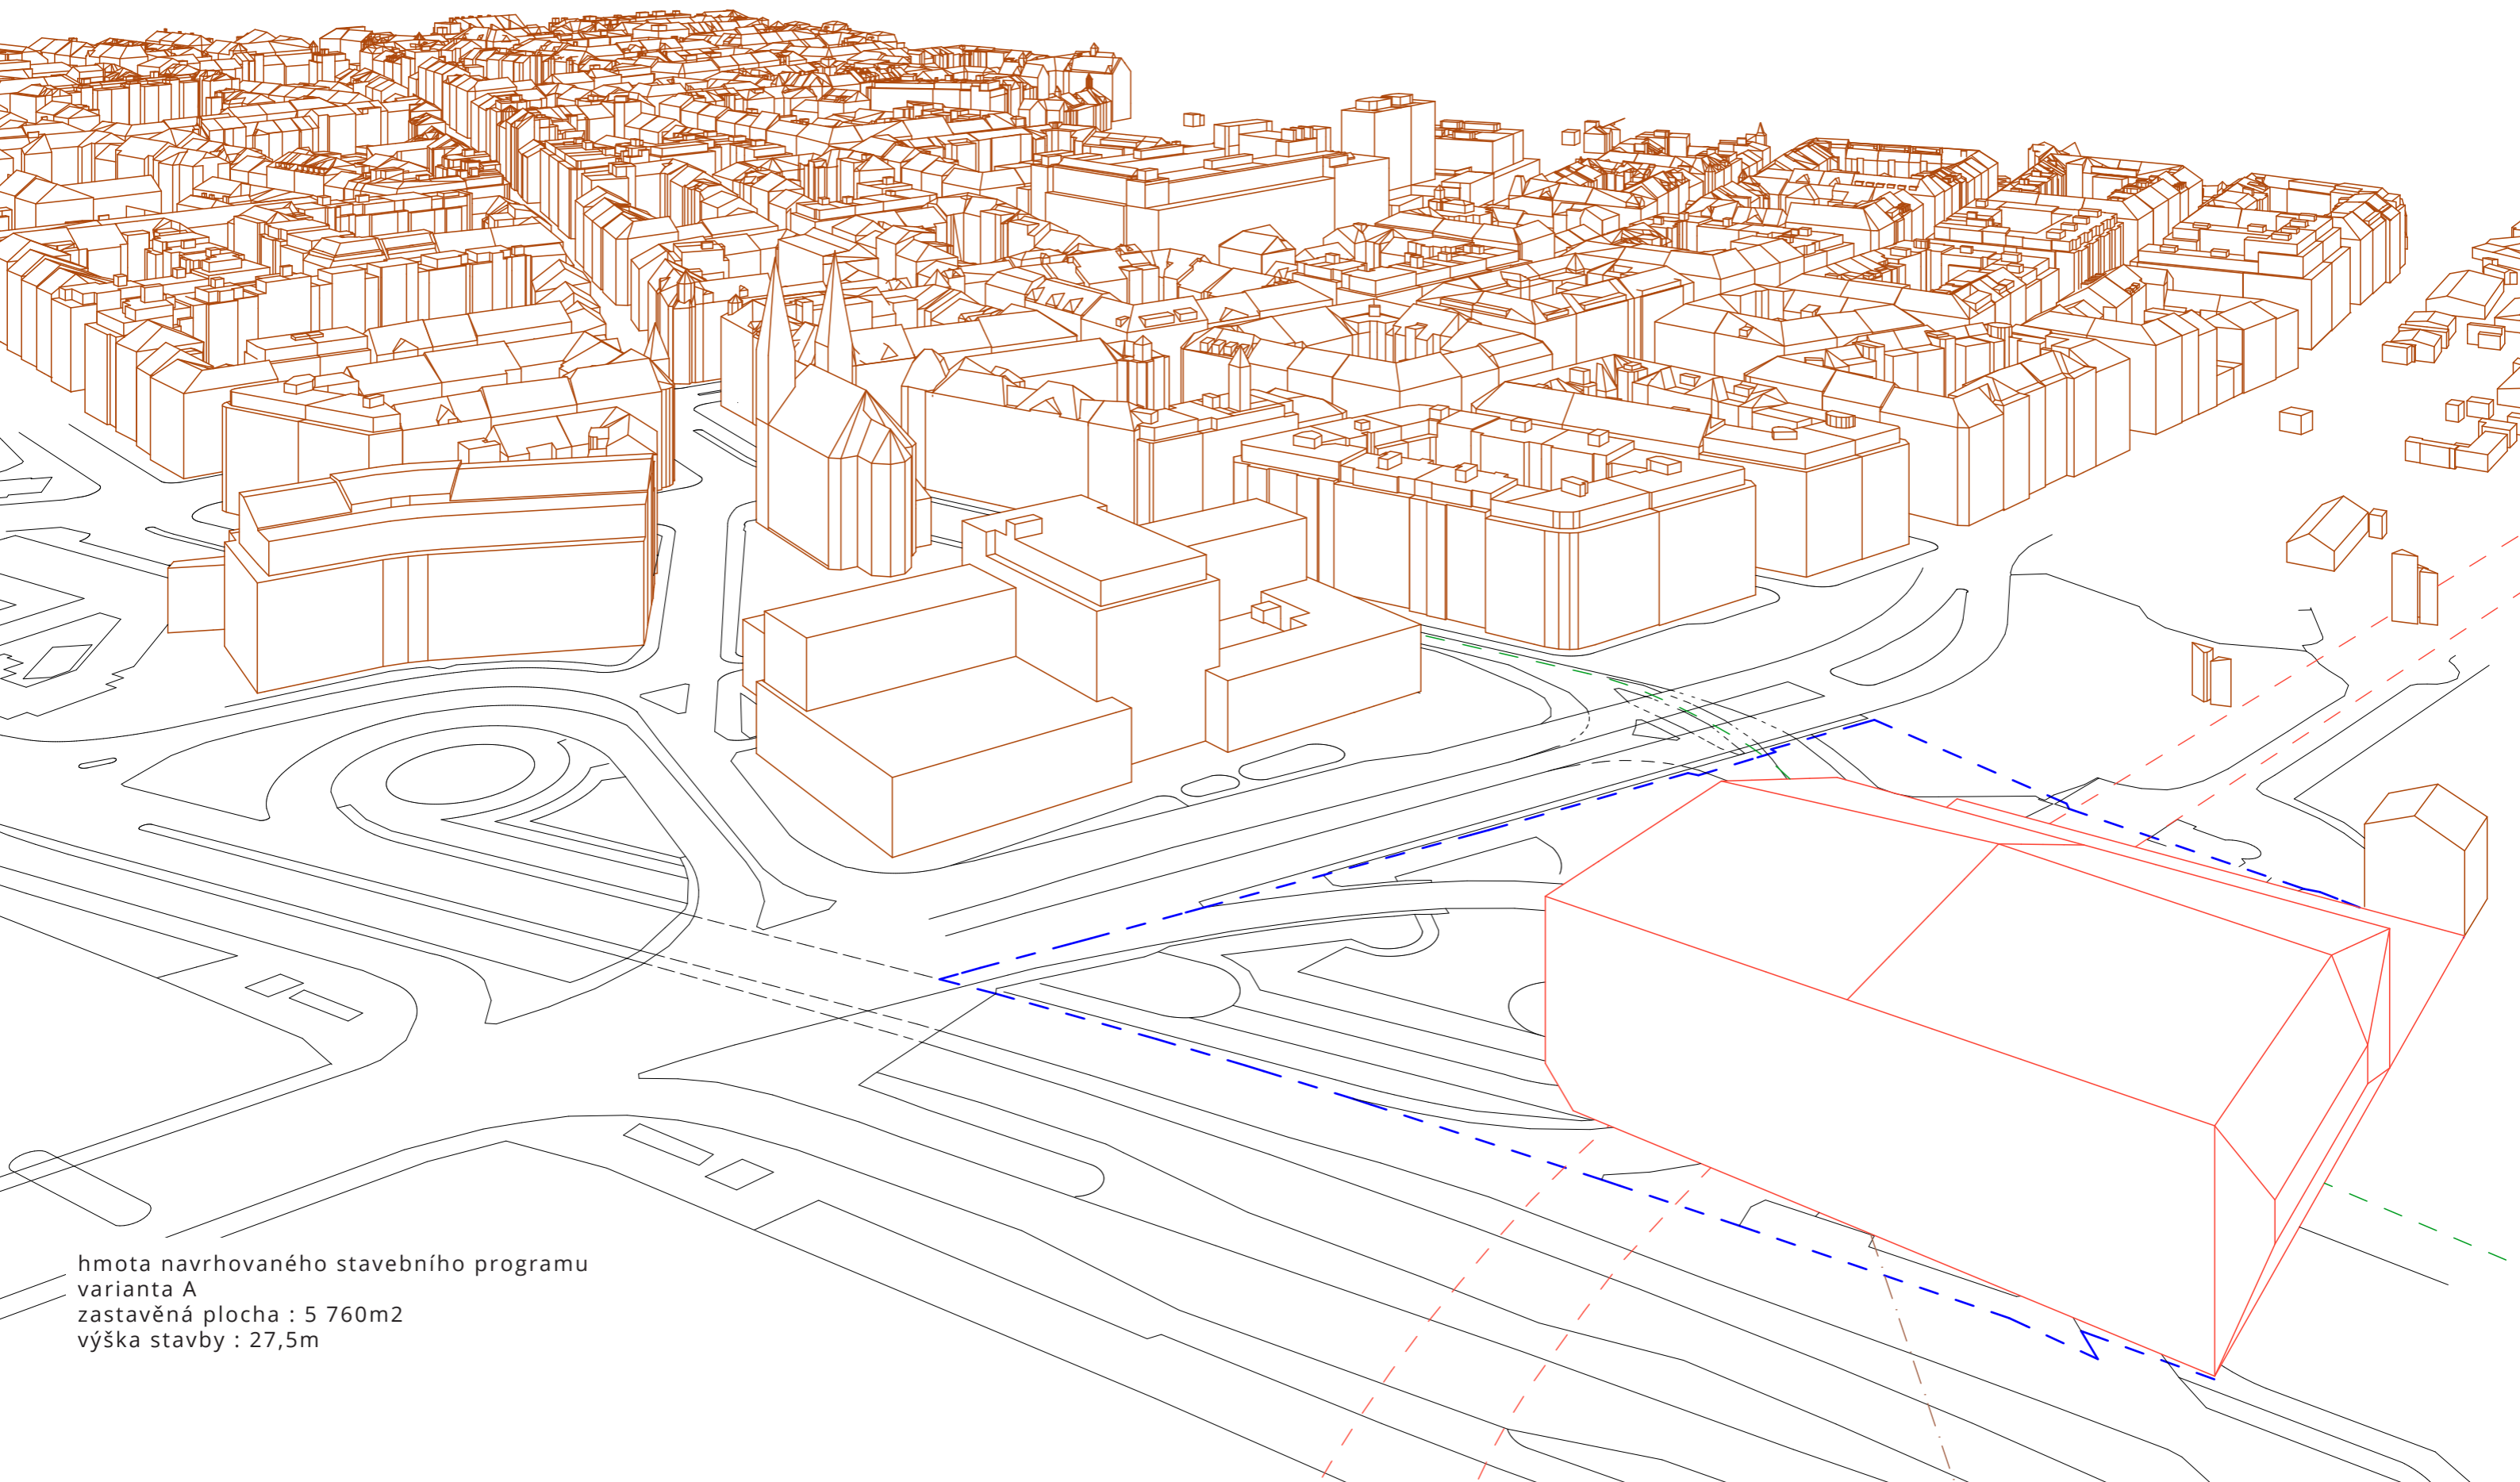 hmota navrhovaného stavebního programu
varianta A
zastavěná plocha : 5 760m2
výška stavby : 27,5m